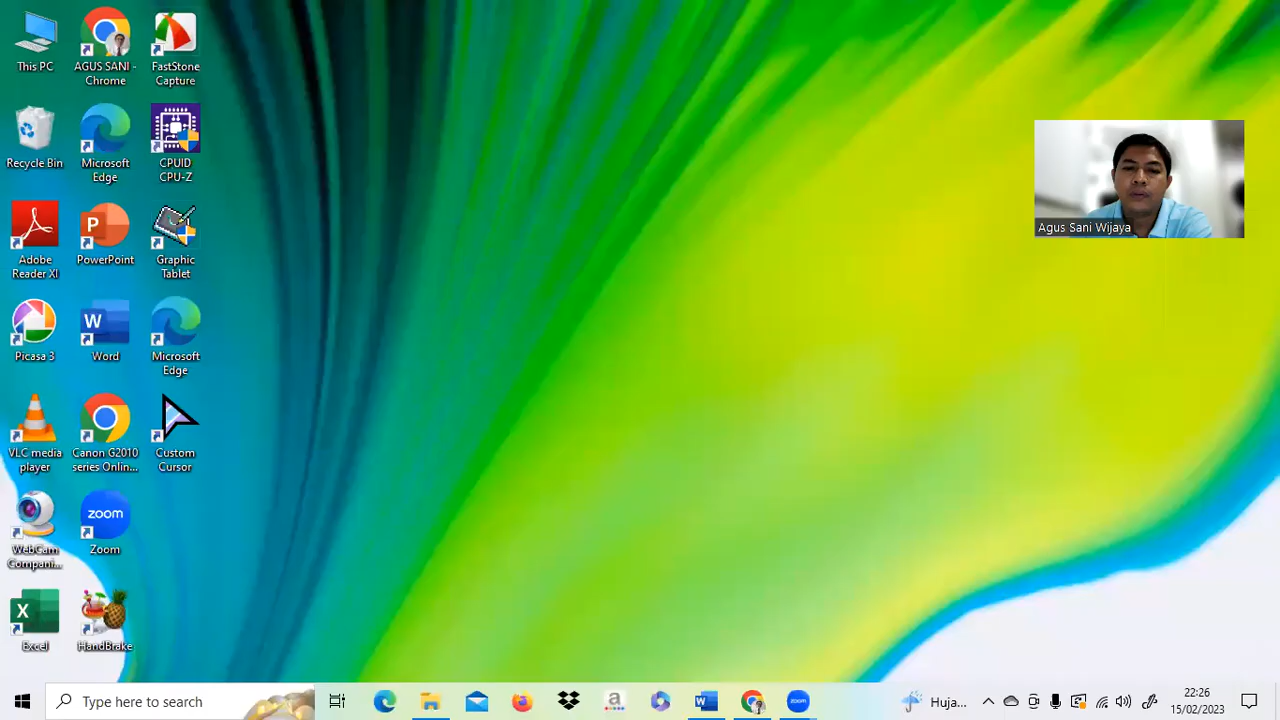 This PC
AGUS SANI -
Chrome
FastStone
Capture
Recycle Bin
Microsoft
Edge
CPUID
CPU-Z
Adobe
Reader XI
PowerPoint
Graphic
Tablet
Picasa 3
Word
Microsoft
Edge
VLC media
player
Canon G2010
series Onlin...
Custom
Cursor
WebCam
Compani...
zoom
Zoom
Excel
HandBrake
Agus Sani Wijaya
Type here to search
Huja...
22:26
15/02/2023